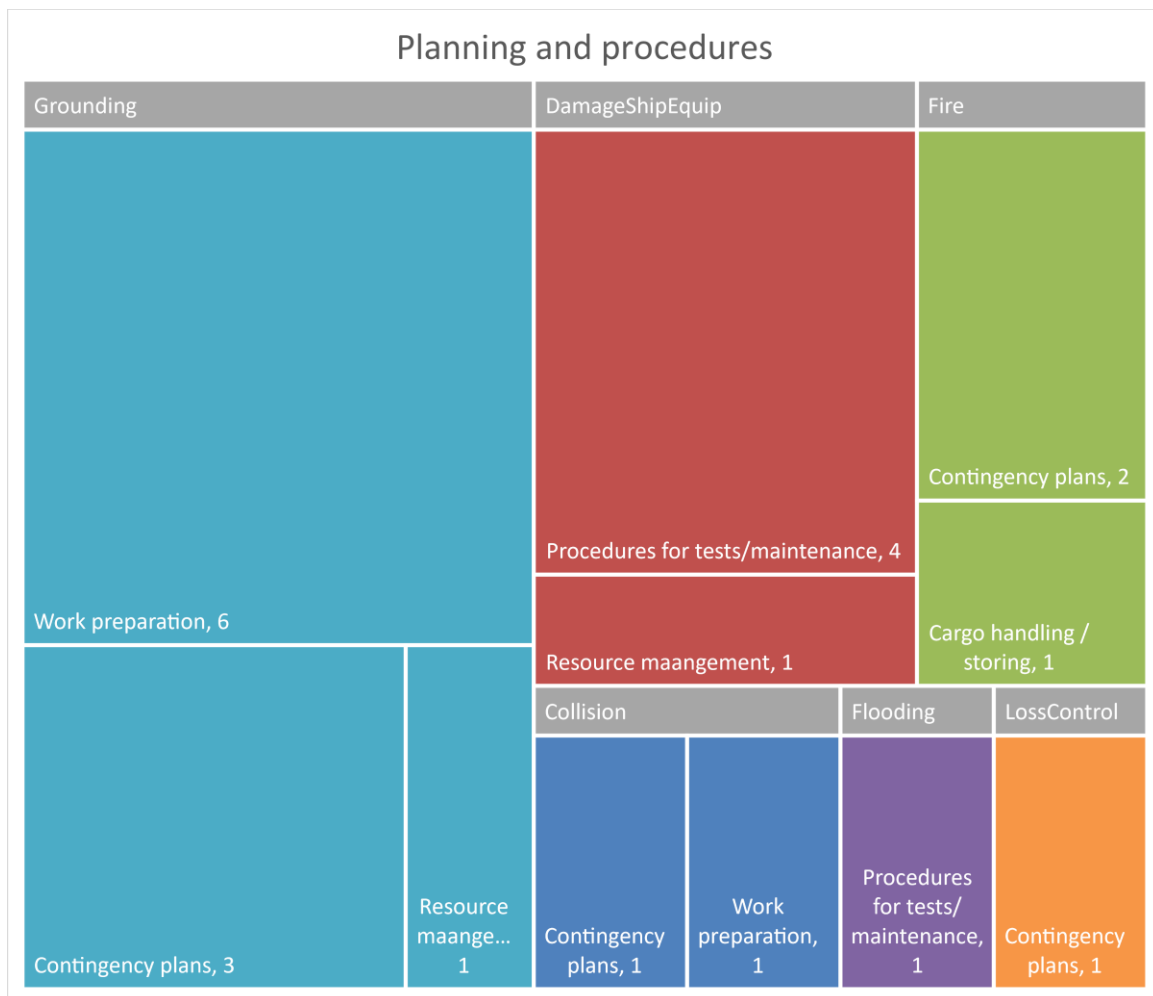 Planning and procedures
Grounding
DamageShipEquip
Fire
Work preparation, 6
Contingency plans, 3
Resource
maange...
1
Procedures for tests/maintenance, 4
Resource maangement, 1
Contingency plans, 2
Cargo handling /
storing, 1
Collision
Flooding
LossControl
Contingency
plans, 1
Work
preparation,
1
Procedures
for tests/
maintenance,
1
Contingency
plans, 1